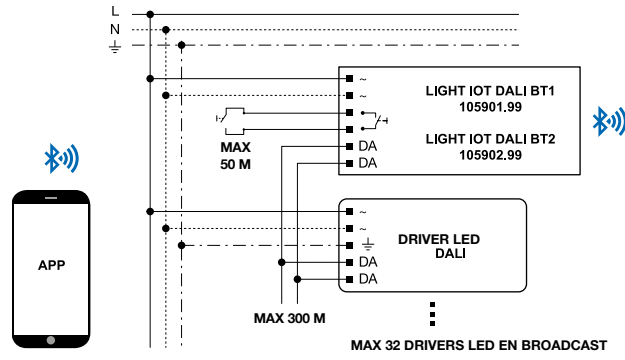 L
N
~
LIGHT IOT DALI BT1
105901.99
~
MAX
50 M
LIGHT IOT DALI BT2
105902.99
DA
DA
APP
~
~
DRIVER LED
DALI
DA
DA
MAX 300 M
MAX 32 DRIVERS LED EN BROADCAST